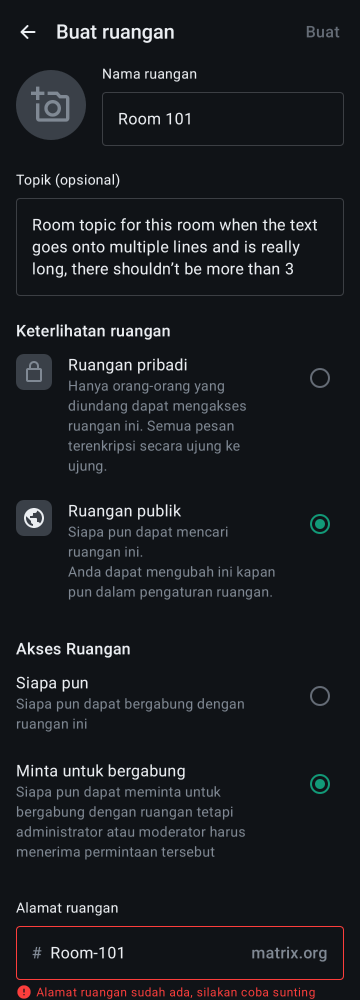 Buat ruangan
Buat
Nama ruangan
Room 101
Topik (opsional)
Room topic for this room when the text
goes onto multiple lines and is really
long, there shouldn’t be more than 3
Keterlihatan ruangan
Ruangan pribadi
Hanya orang-orang yang
diundang dapat mengakses
ruangan ini. Semua pesan
terenkripsi secara ujung ke
ujung.
Ruangan publik
Siapa pun dapat mencari
ruangan ini.
Anda dapat mengubah ini kapan
pun dalam pengaturan ruangan.
Akses Ruangan
Siapa pun
Siapa pun dapat bergabung dengan
ruangan ini
Minta untuk bergabung
Siapa pun dapat meminta untuk
bergabung dengan ruangan tetapi
administrator atau moderator harus
menerima permintaan tersebut
Alamat ruangan
# Room-101 matrix.org
Alamat ruangan sudah ada, silakan coba sunting